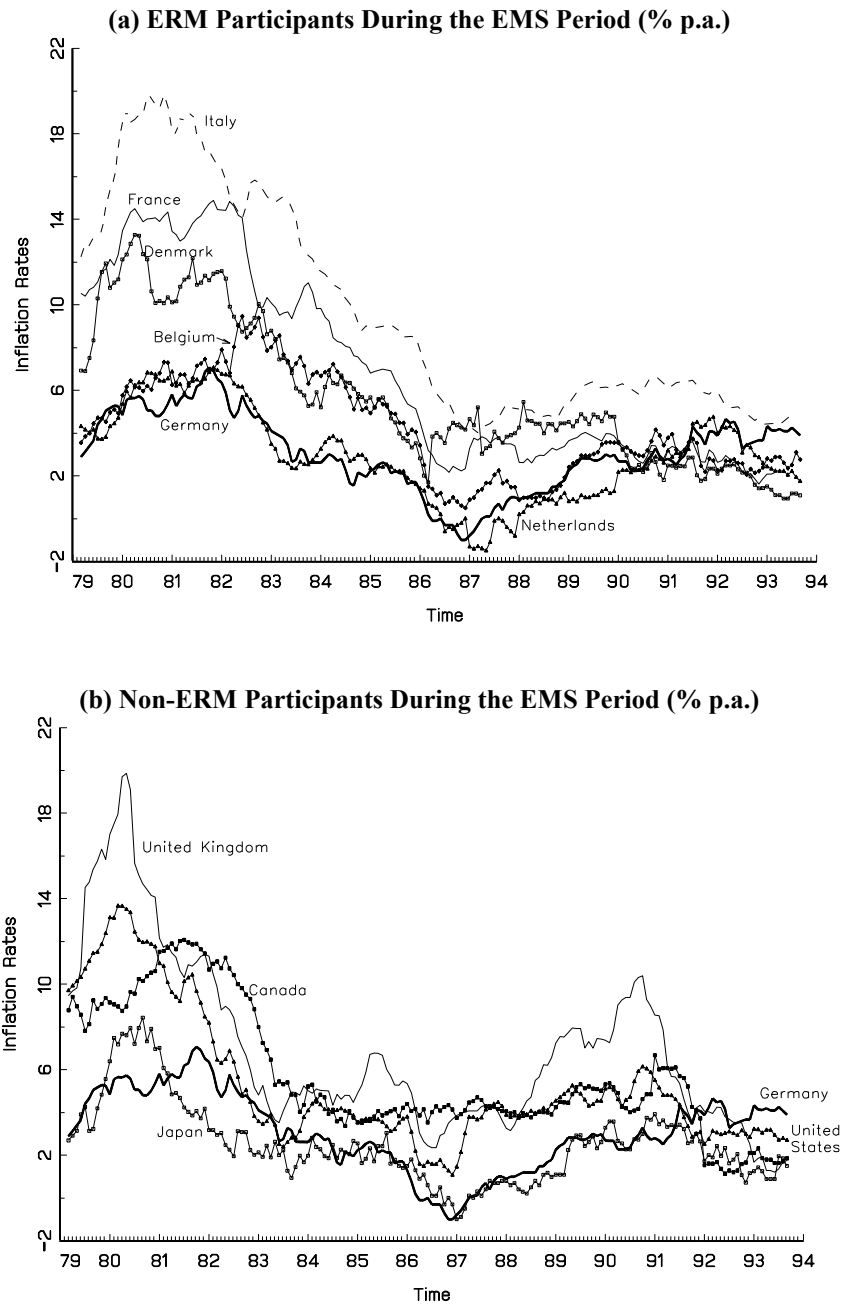 (a) ERM Participants During the EMS Period (% p.a.)
22
18
14
10
6
2
-2
Inflation Rates
Italy
France
Denmark
Belgium
Germany
Netherlands
79 80 81 82 83 84 85 86 87 88 89 90 91 92 93 94
Time
(b) Non-ERM Participants During the EMS Period (% p.a.)
22
18
14
10
6
2
-2
Inflation Rates
United Kingdom
Canada
Japan
Germany
United
States
79 80 81 82 83 84 85 86 87 88 89 90 91 92 93 94
Time